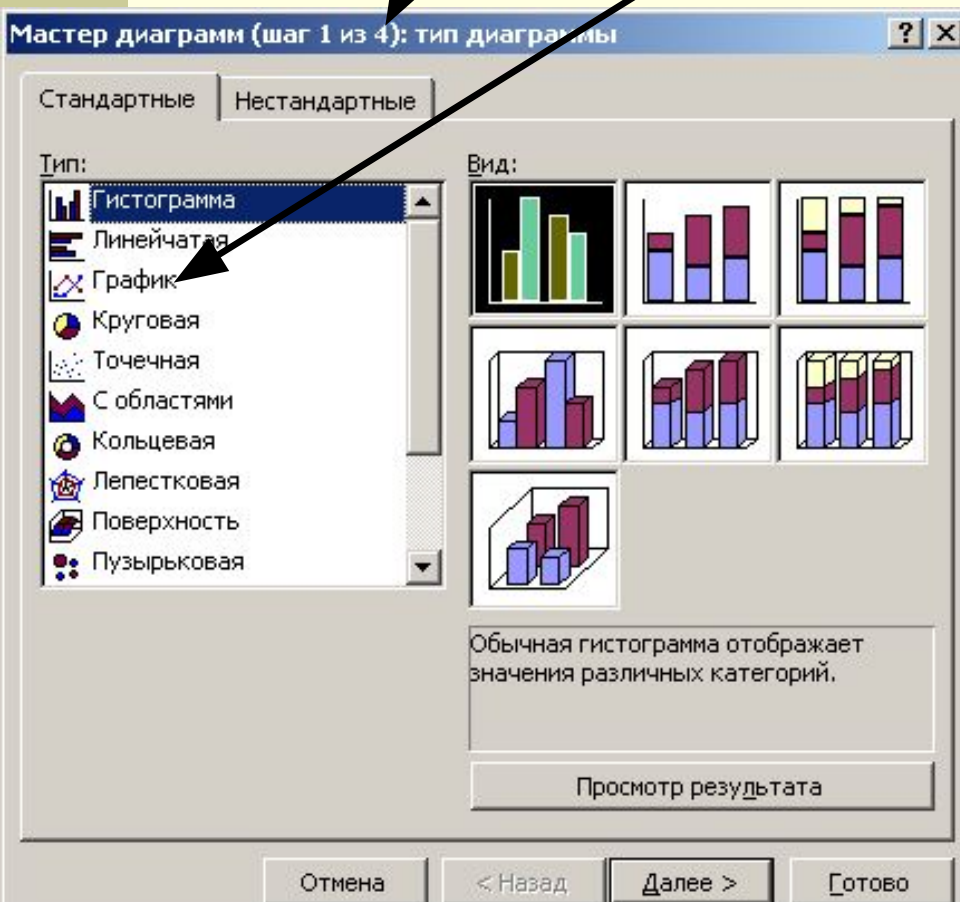 Мастер диаграмм (шаг 1 из 4): тип диаграммы
Стандартные
Нестандартные
Тип:
Гистограмма
Линейчатая
График
Круговая
Точечная
С областями
Кольцевая
Лепестковая
Поверхность
Пузырьковая
Вид:
Обычная гистограмма отображает
значения различных категорий.
Просмотр результата
Отмена
< Назад
Далее >
Готово